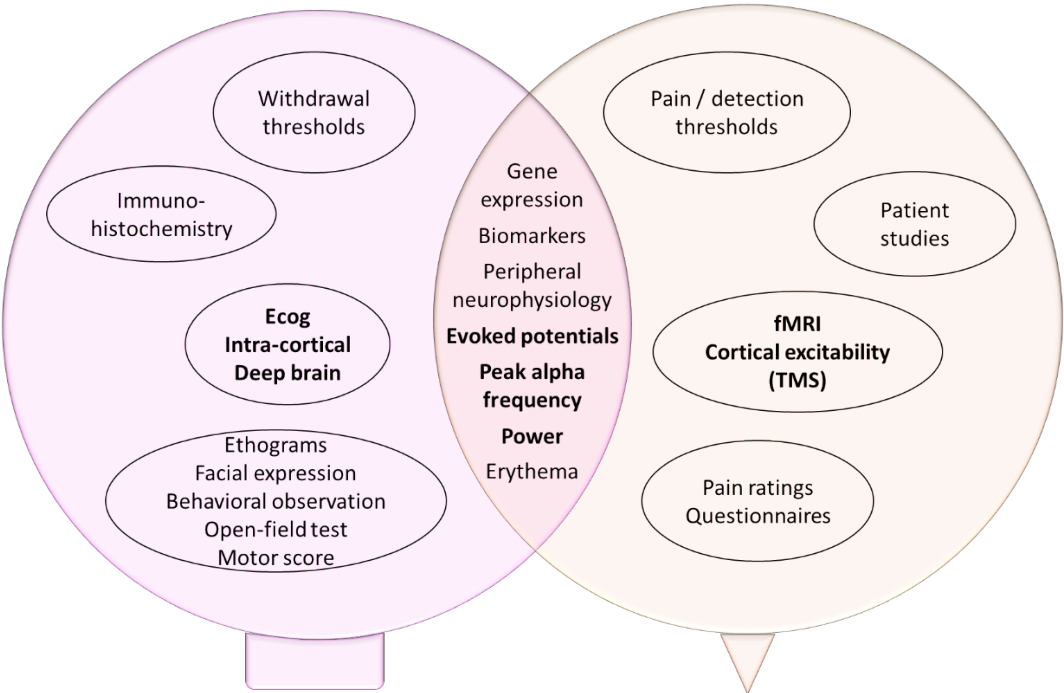 Withdrawal
thresholds
Immuno-
histochemistry
Ecog
Intra-cortical
Deep brain
Ethograms
Facial expression
Behavioral observation
Open-field test
Motor score
Gene
expression
Biomarkers
Peripheral
neurophysiology
Evoked potentials
Peak alpha
frequency
Power
Erythema
Pain / detection
thresholds
Patient
studies
fMRI
Cortical excitability
(TMS)
Pain ratings
Questionnaires